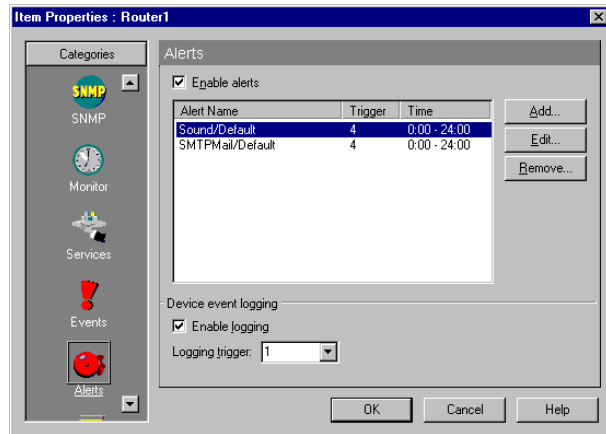 Item Properties : Router1
Categories
SNMP
SNMP
Monitor
Services
Events
Alerts
Alerts
Enable alerts
Alert Name Trigger Time
Sound/Default 4 0:00 - 24:00
SMTPMail/Default 4 0:00 - 24:00
Add...
Edit...
Remove...
Device event logging
Enable logging
Logging trigger: 1
OK Cancel Help